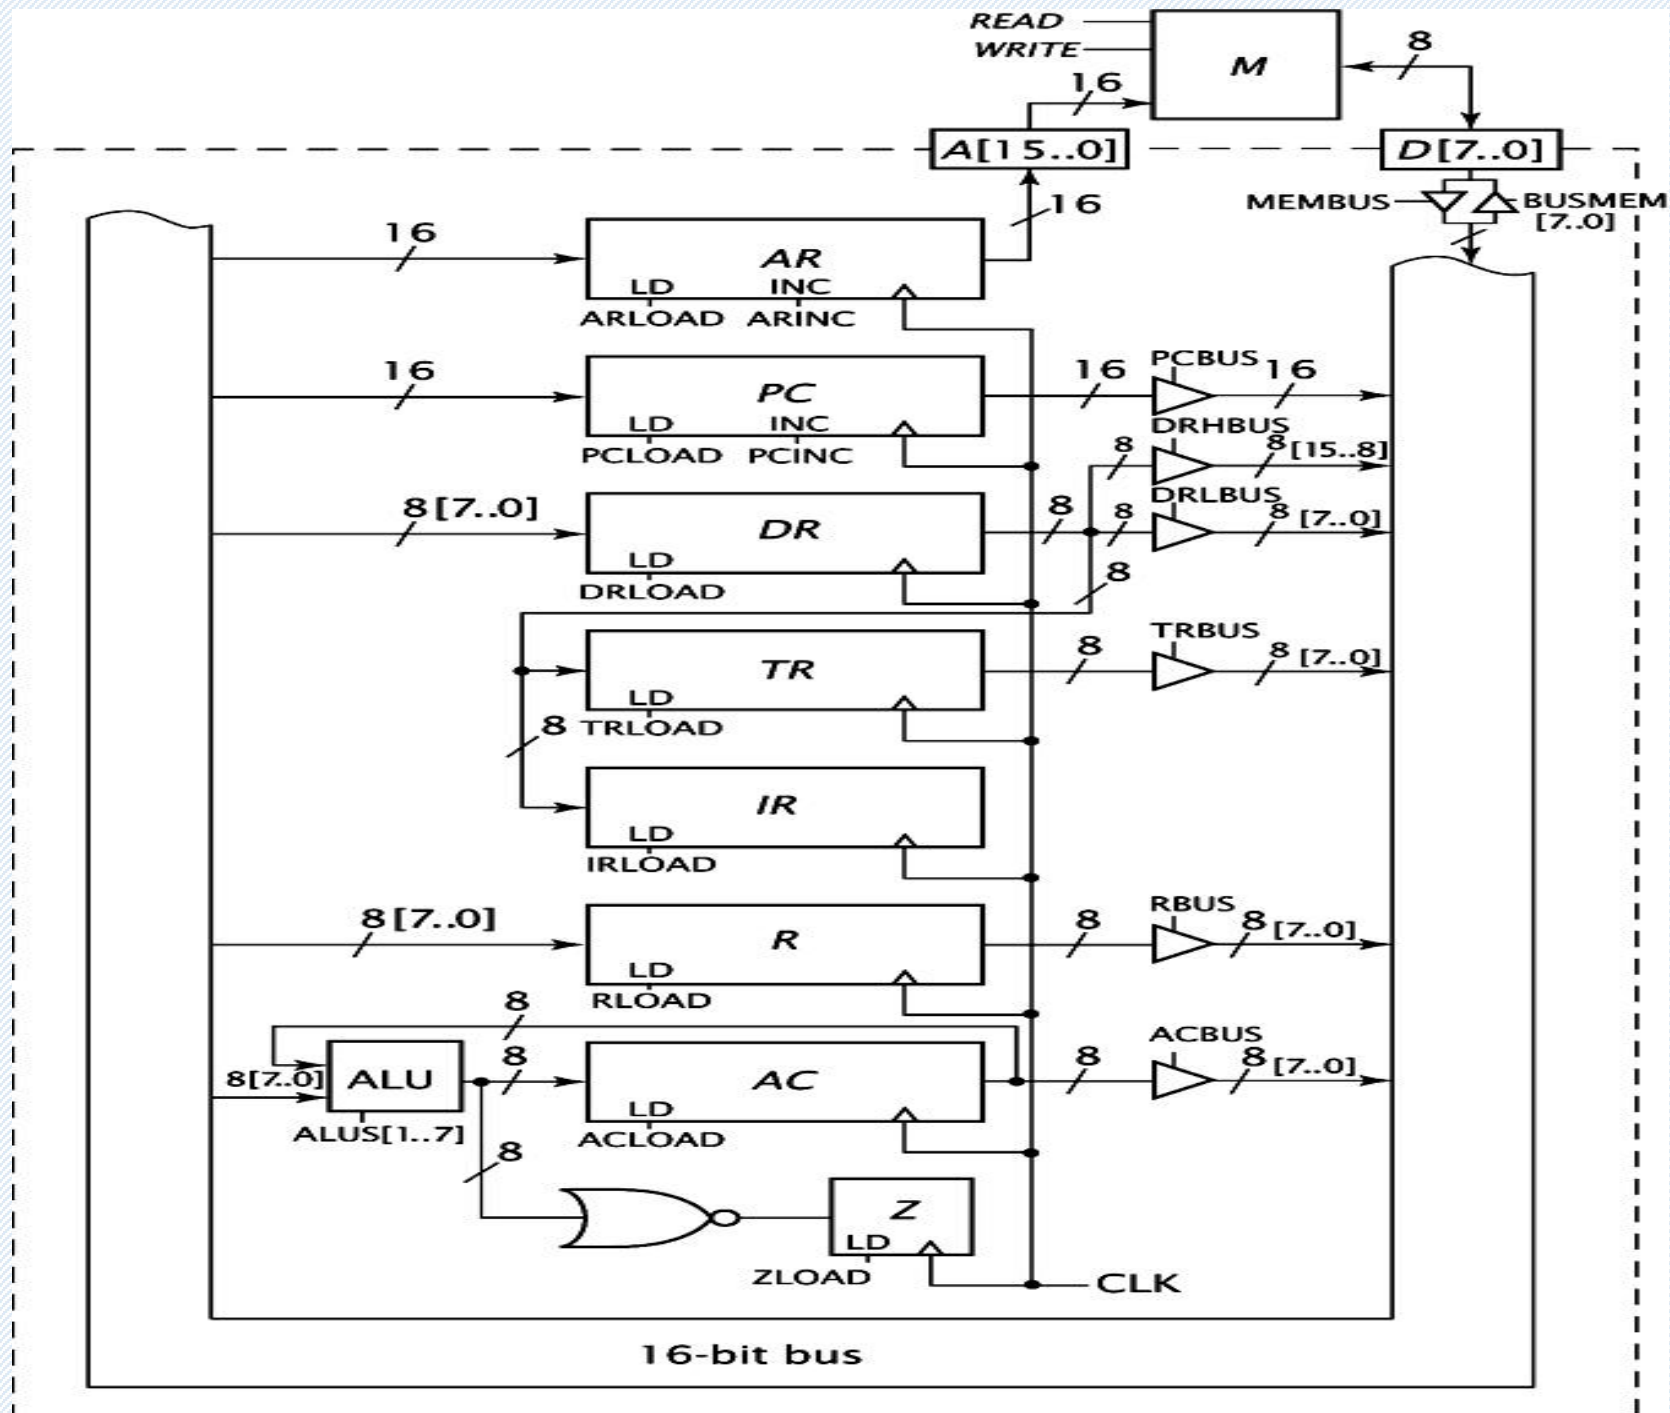 READ
WRITE
M
8
16
A[15..0]
D[7..0]
MEMBUS
BUSMEM
[7..0]
16
16
AR
LD INC
ARLOAD ARINC
16
PC
LD INC
PCLOAD PCINC
16
PCBUS
16
DRHBUS
8
8 [15..8]
8 [7..0]
DR
LD
DRLOAD
8
DRLBUS
8
8 [7..0]
8
TR
LD
TRLOAD
8
TRBUS
8 [7..0]
8
IR
LD
IRLOAD
8 [7..0]
R
LD
RLOAD
8
RBUS
8 [7..0]
8
8[7..0]
ALU
ALUS[1..7]
8
AC
LD
ACLOAD
8
ACBUS
8 [7..0]
8
Z
LD
ZLOAD
CLK
16-bit bus